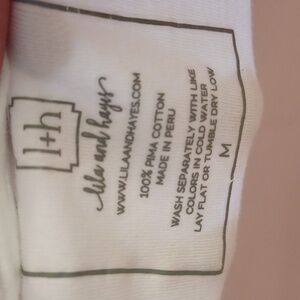 l+h
lila and hayes
WWW.LILAANDHAYES.COM
100% PIMA COTTON
MADE IN PERU
WASH SEPARATELY WITH LIKE
COLORS IN COLD WATER
LAY FLAT OR TUMBLE DRY LOW
M